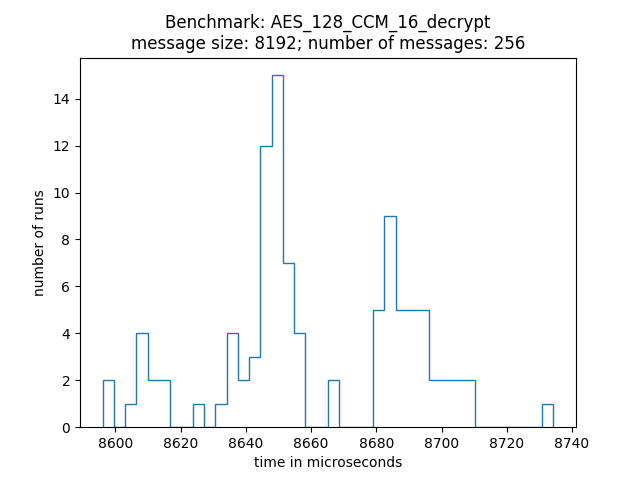 Benchmark: AES_128_CCM_16_decrypt
message size: 8192; number of messages: 256
number of runs
14
12
10
8
6
4
2
0
8600 8620 8640 8660 8680 8700 8720 8740
time in microseconds